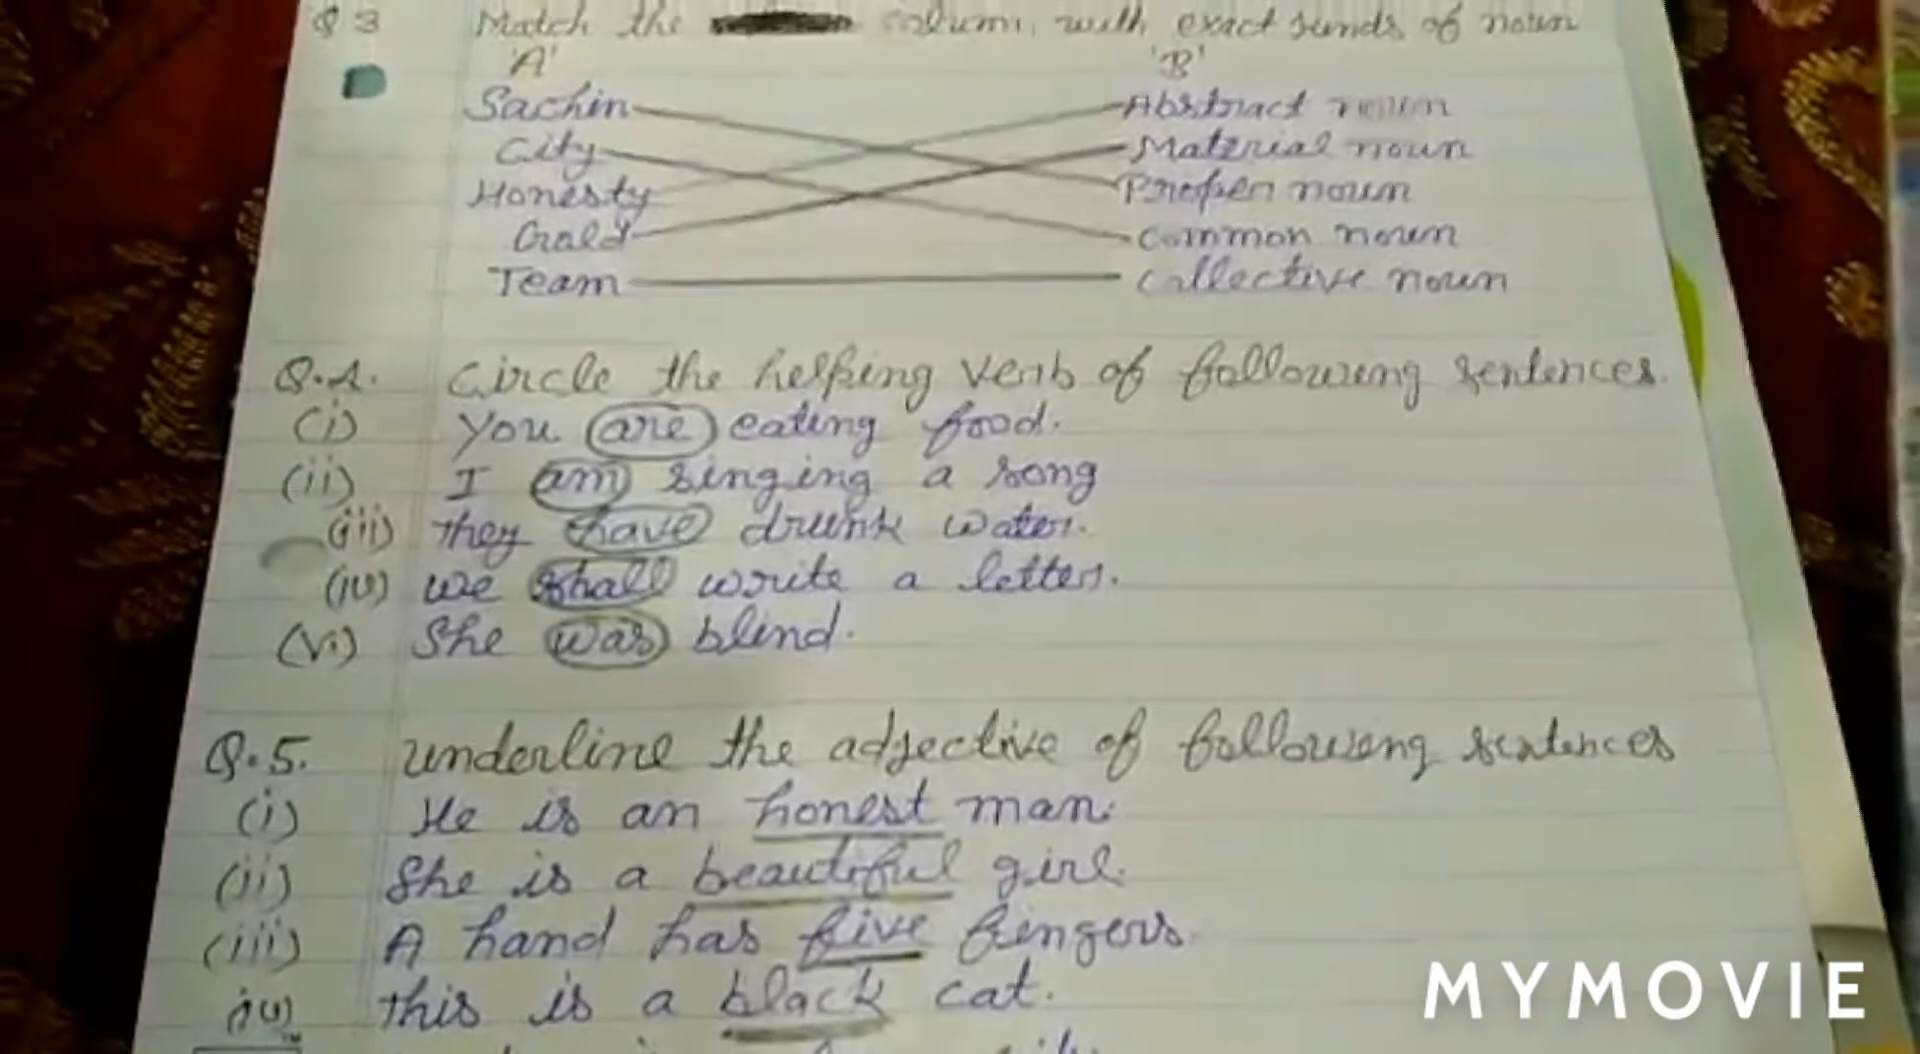 Q 3 Match the column, with exact kinds of noun
'A' 'B'
Sachin Abstract noun
City Material noun
Honesty Proper noun
Gold Common noun
Team Collective noun
Q.4. Circle the helping verb of following sentences.
(i) You are eating food.
(ii) I am singing a song
(iii) they have drunk water.
(iv) we shall write a letter.
(vi) She was blind.
Q.5. underline the adjective of following sentences
(i) He is an honest man.
(ii) She is a beautiful girl.
(iii) A hand has five fingers.
(iv) this is a black cat.
MYMOVIE